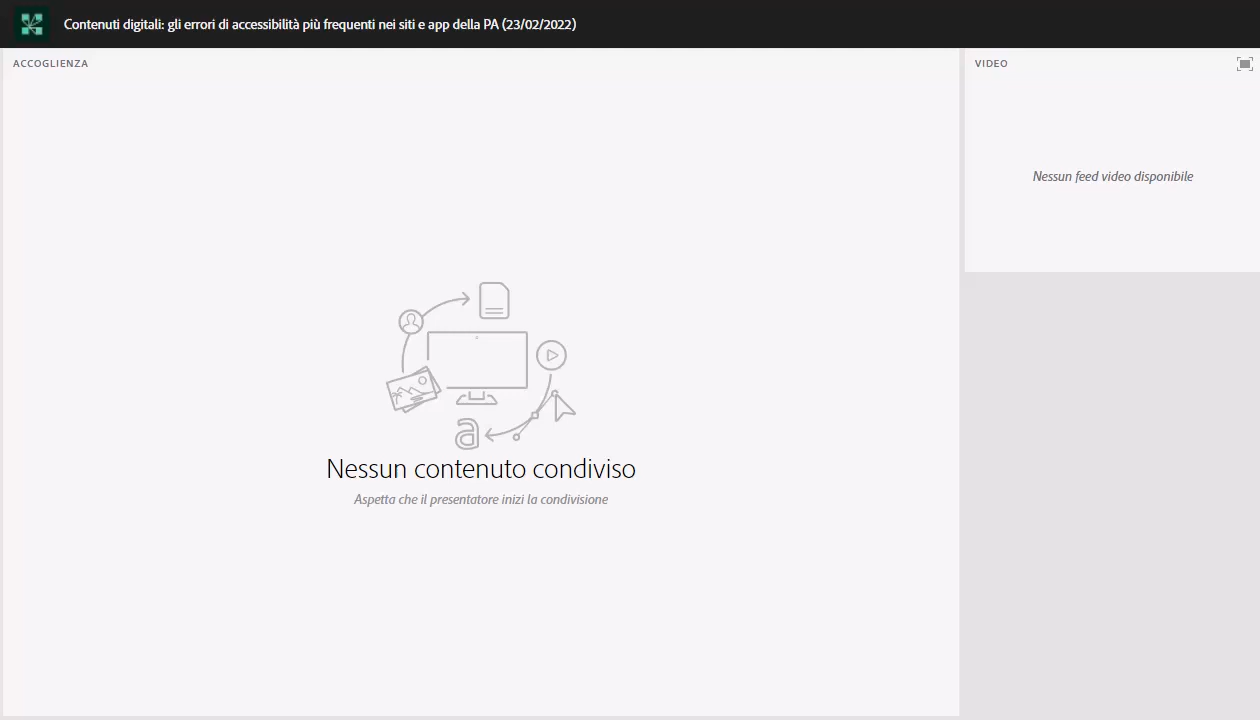 Contenuti digitali: gli errori di accessibilità più frequenti nei siti e app della PA (23/02/2022)
ACCOGLIENZA
VIDEO
Nessun feed video disponibile
a
Nessun contenuto condiviso
Aspetta che il presentatore inizi la condivisione